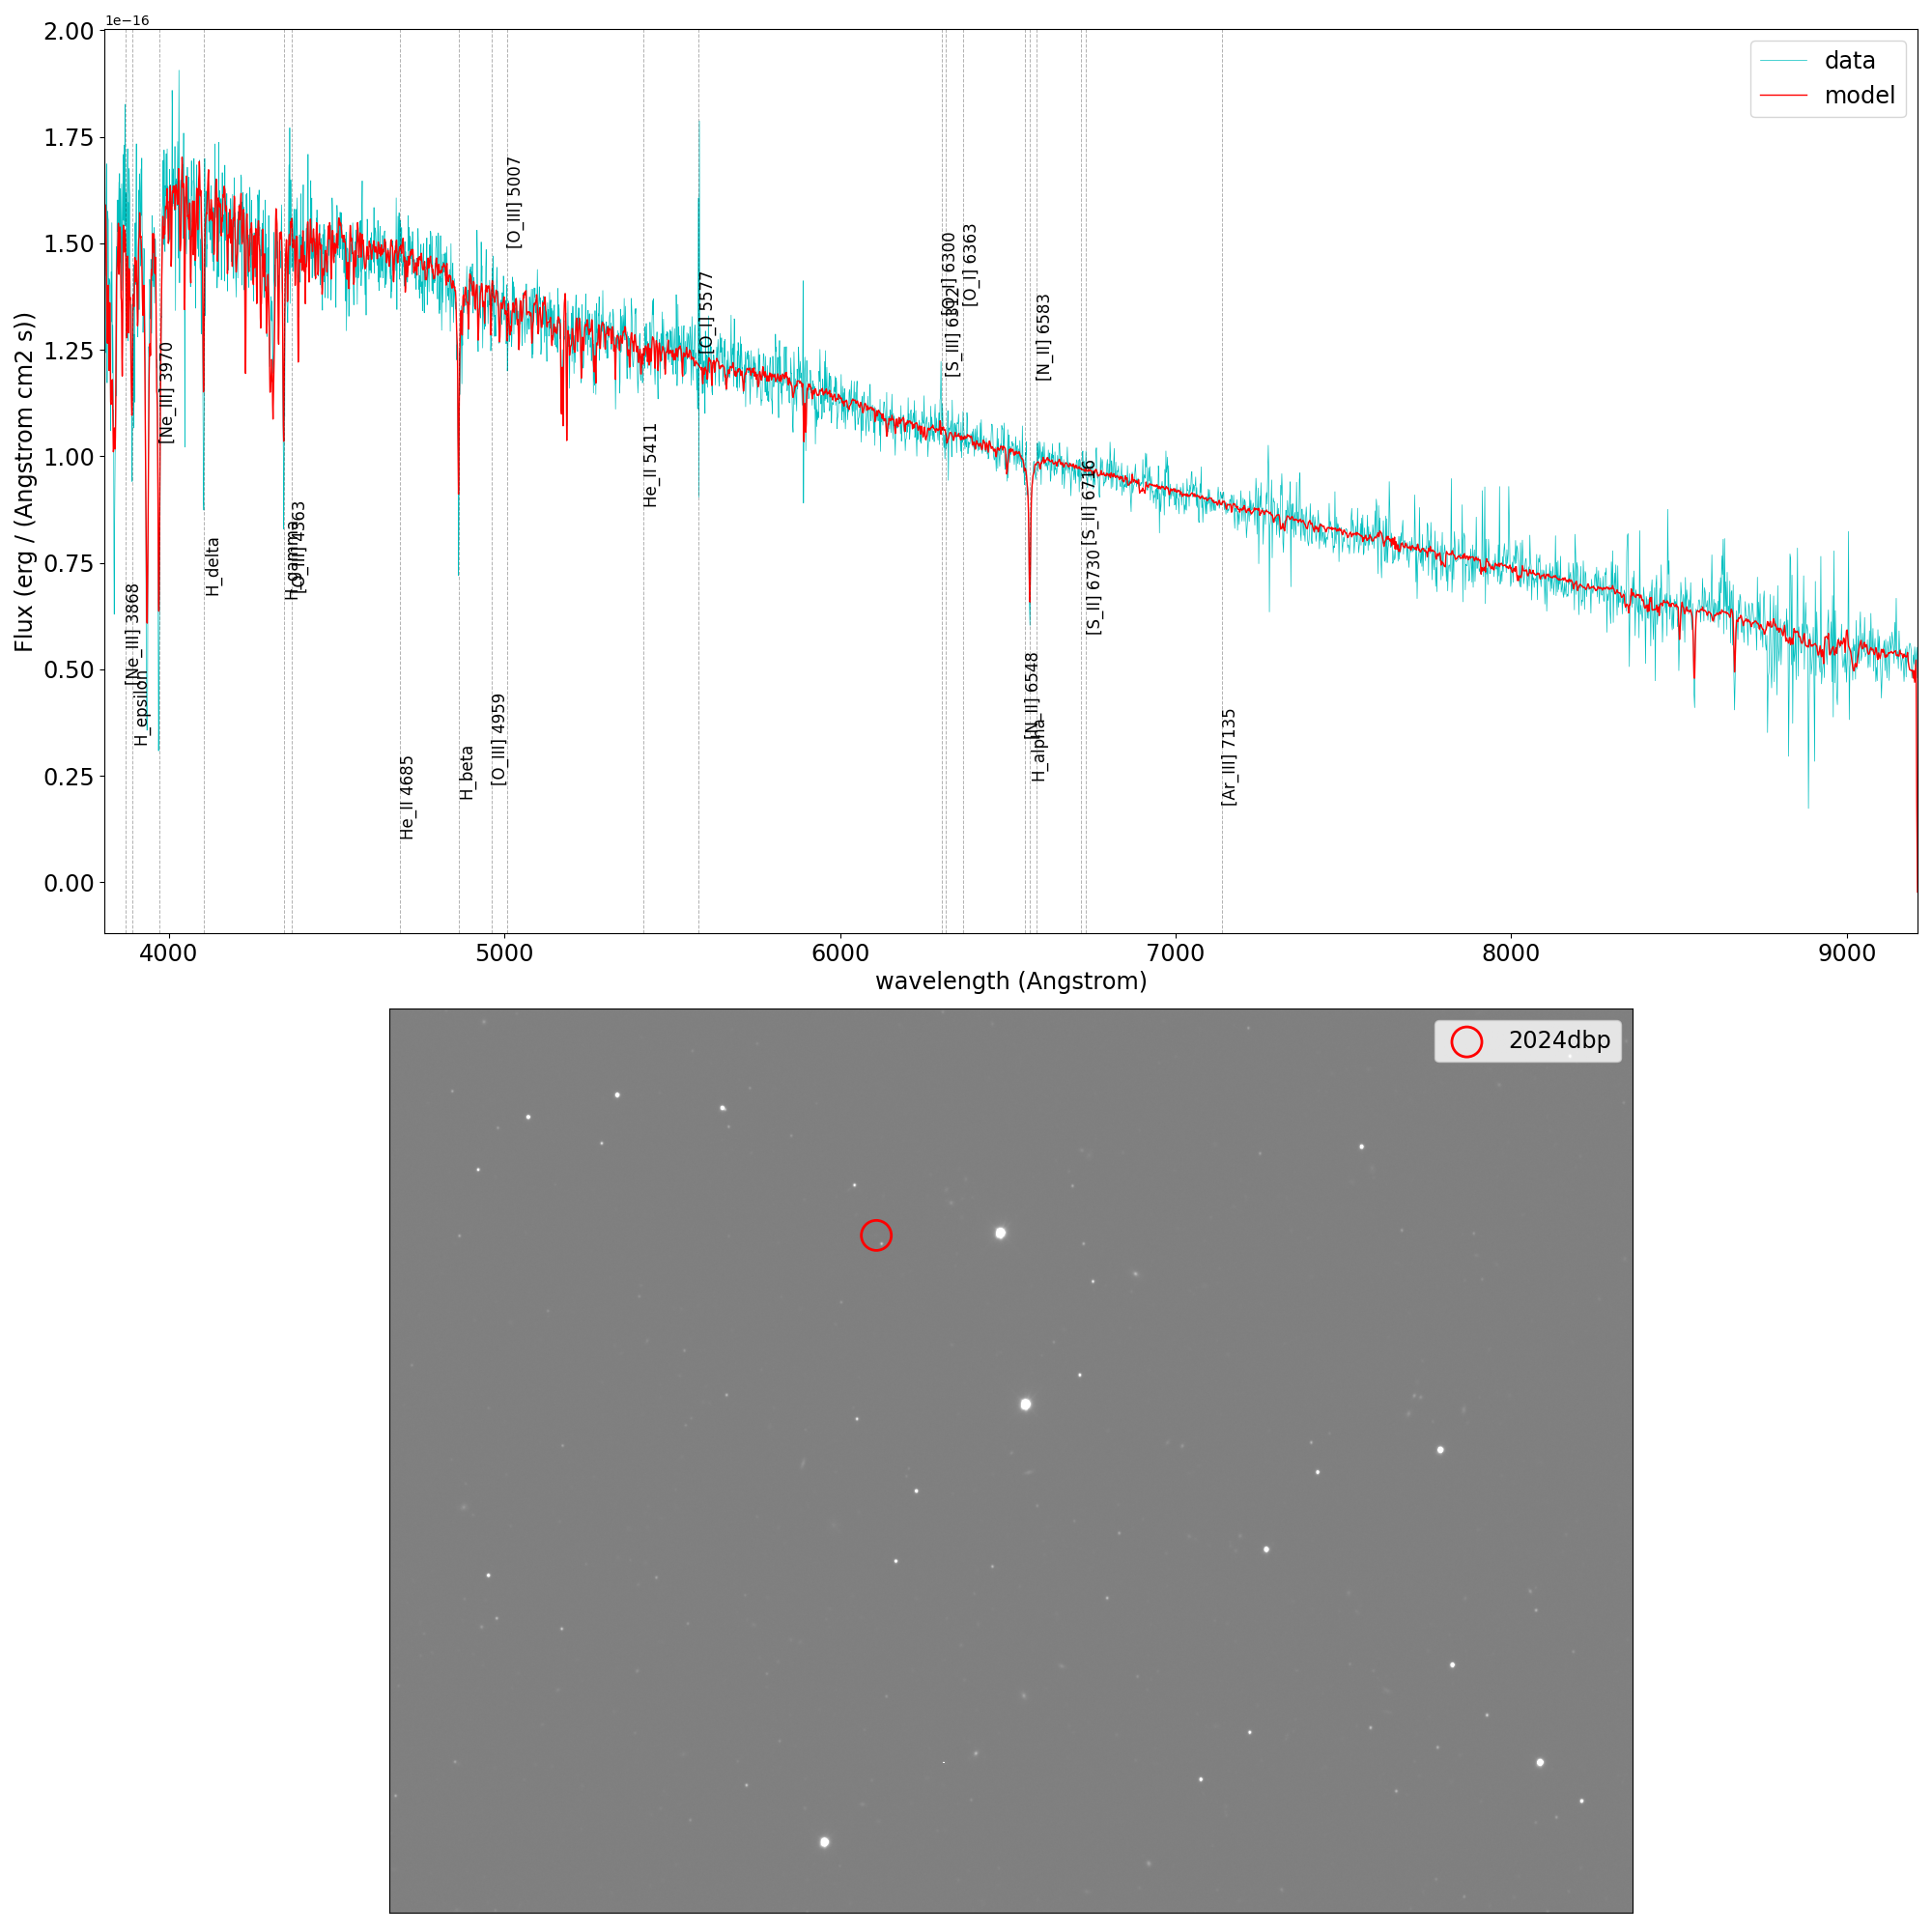 1e−16
2.00
1.75
1.50
1.25
1.00
0.75
0.50
0.25
0.00
Flux (erg / (Angstrom cm2 s))
data
model
[Ne_III] 3868
H_epsilon
[Ne_III] 3970
H_delta
H_gamma
[O_III] 4363
He_II 4685
H_beta
[O_III] 4959
[O_III] 5007
He_II 5411
[O_I] 5577
[O_I] 6300
[S_III] 6312
[O_I] 6363
[N_II] 6548
H_alpha
[N_II] 6583
[S_II] 6716
[S_II] 6730
[Ar_III] 7135
4000 5000 6000 7000 8000 9000
wavelength (Angstrom)
2024dbp